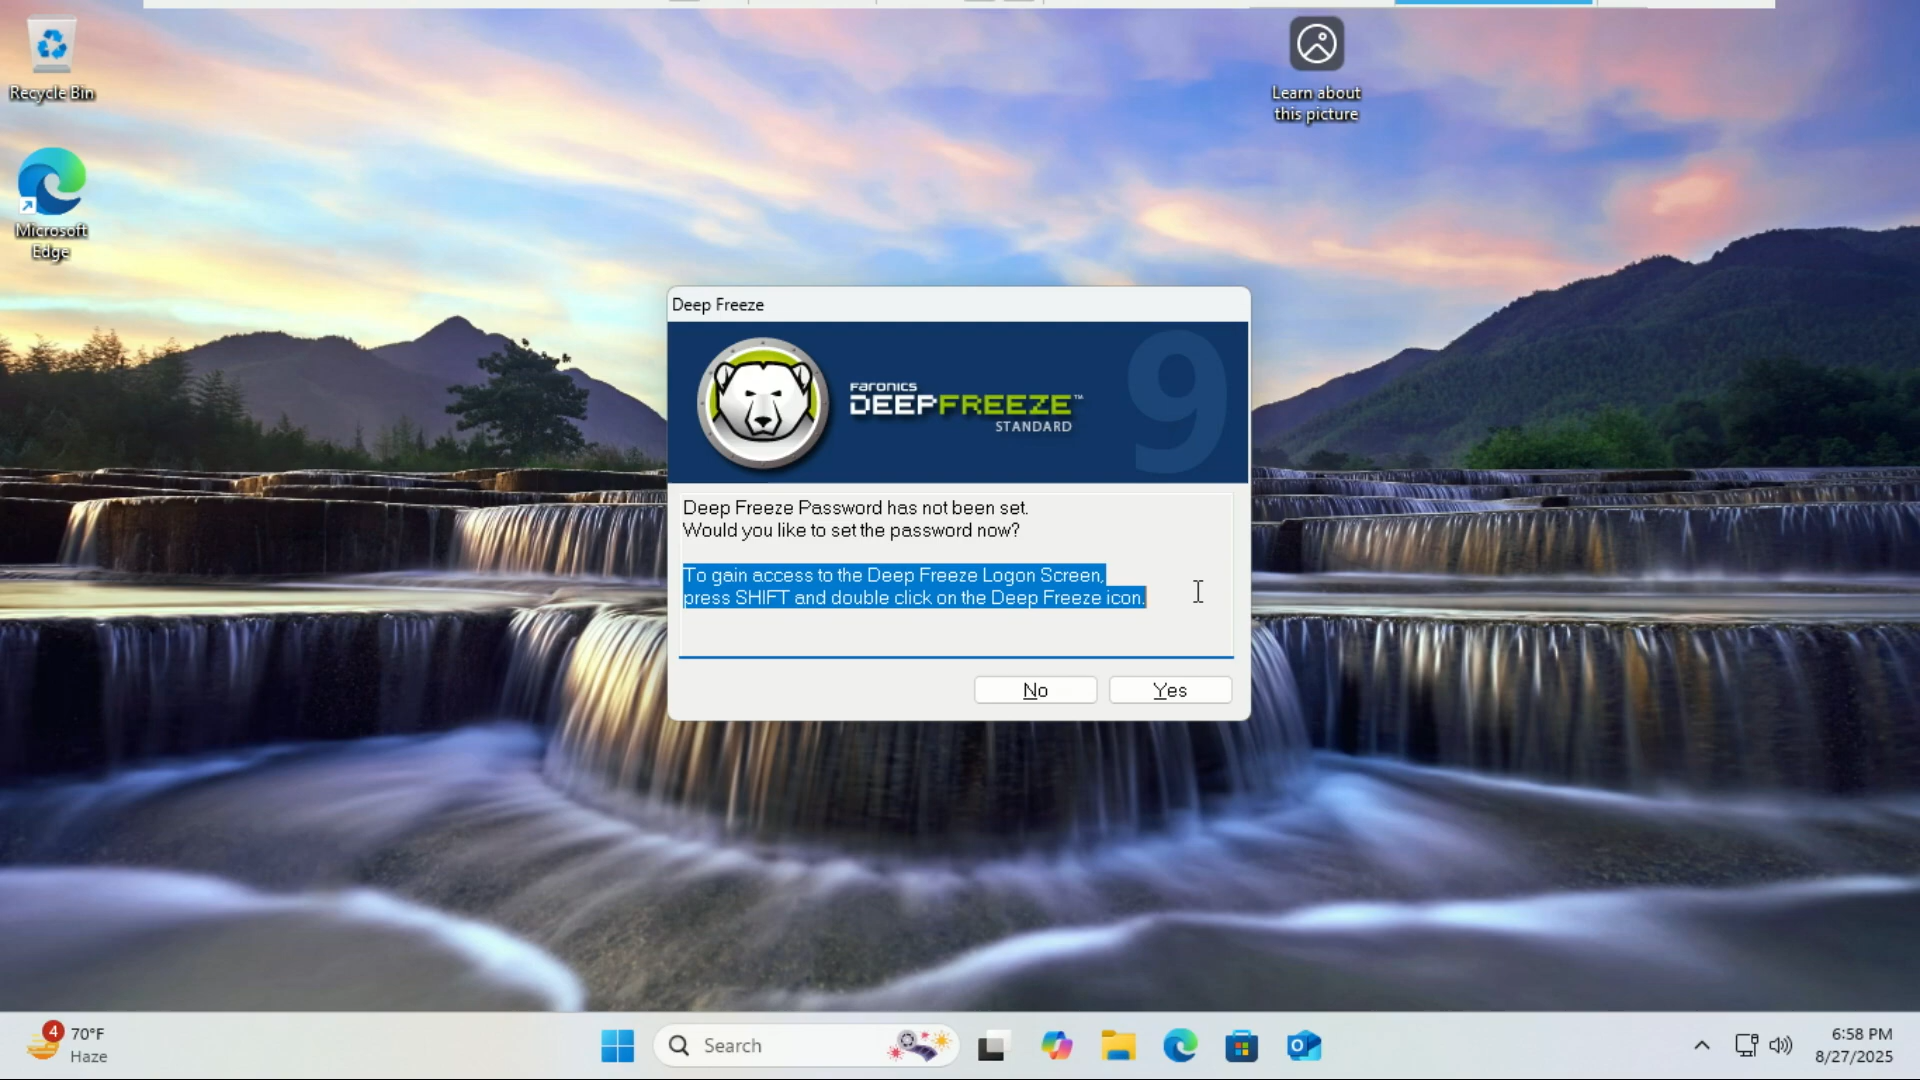 Recycle Bin
Learn about
this picture
Microsoft
Edge
Deep Freeze
FARONICS
DEEPFREEZE™
STANDARD
9
Deep Freeze Password has not been set.
Would you like to set the password now?
To gain access to the Deep Freeze Logon Screen,
press SHIFT and double click on the Deep Freeze icon.
No
Yes
4
70°F
Haze
Search
6:58 PM
8/27/2025